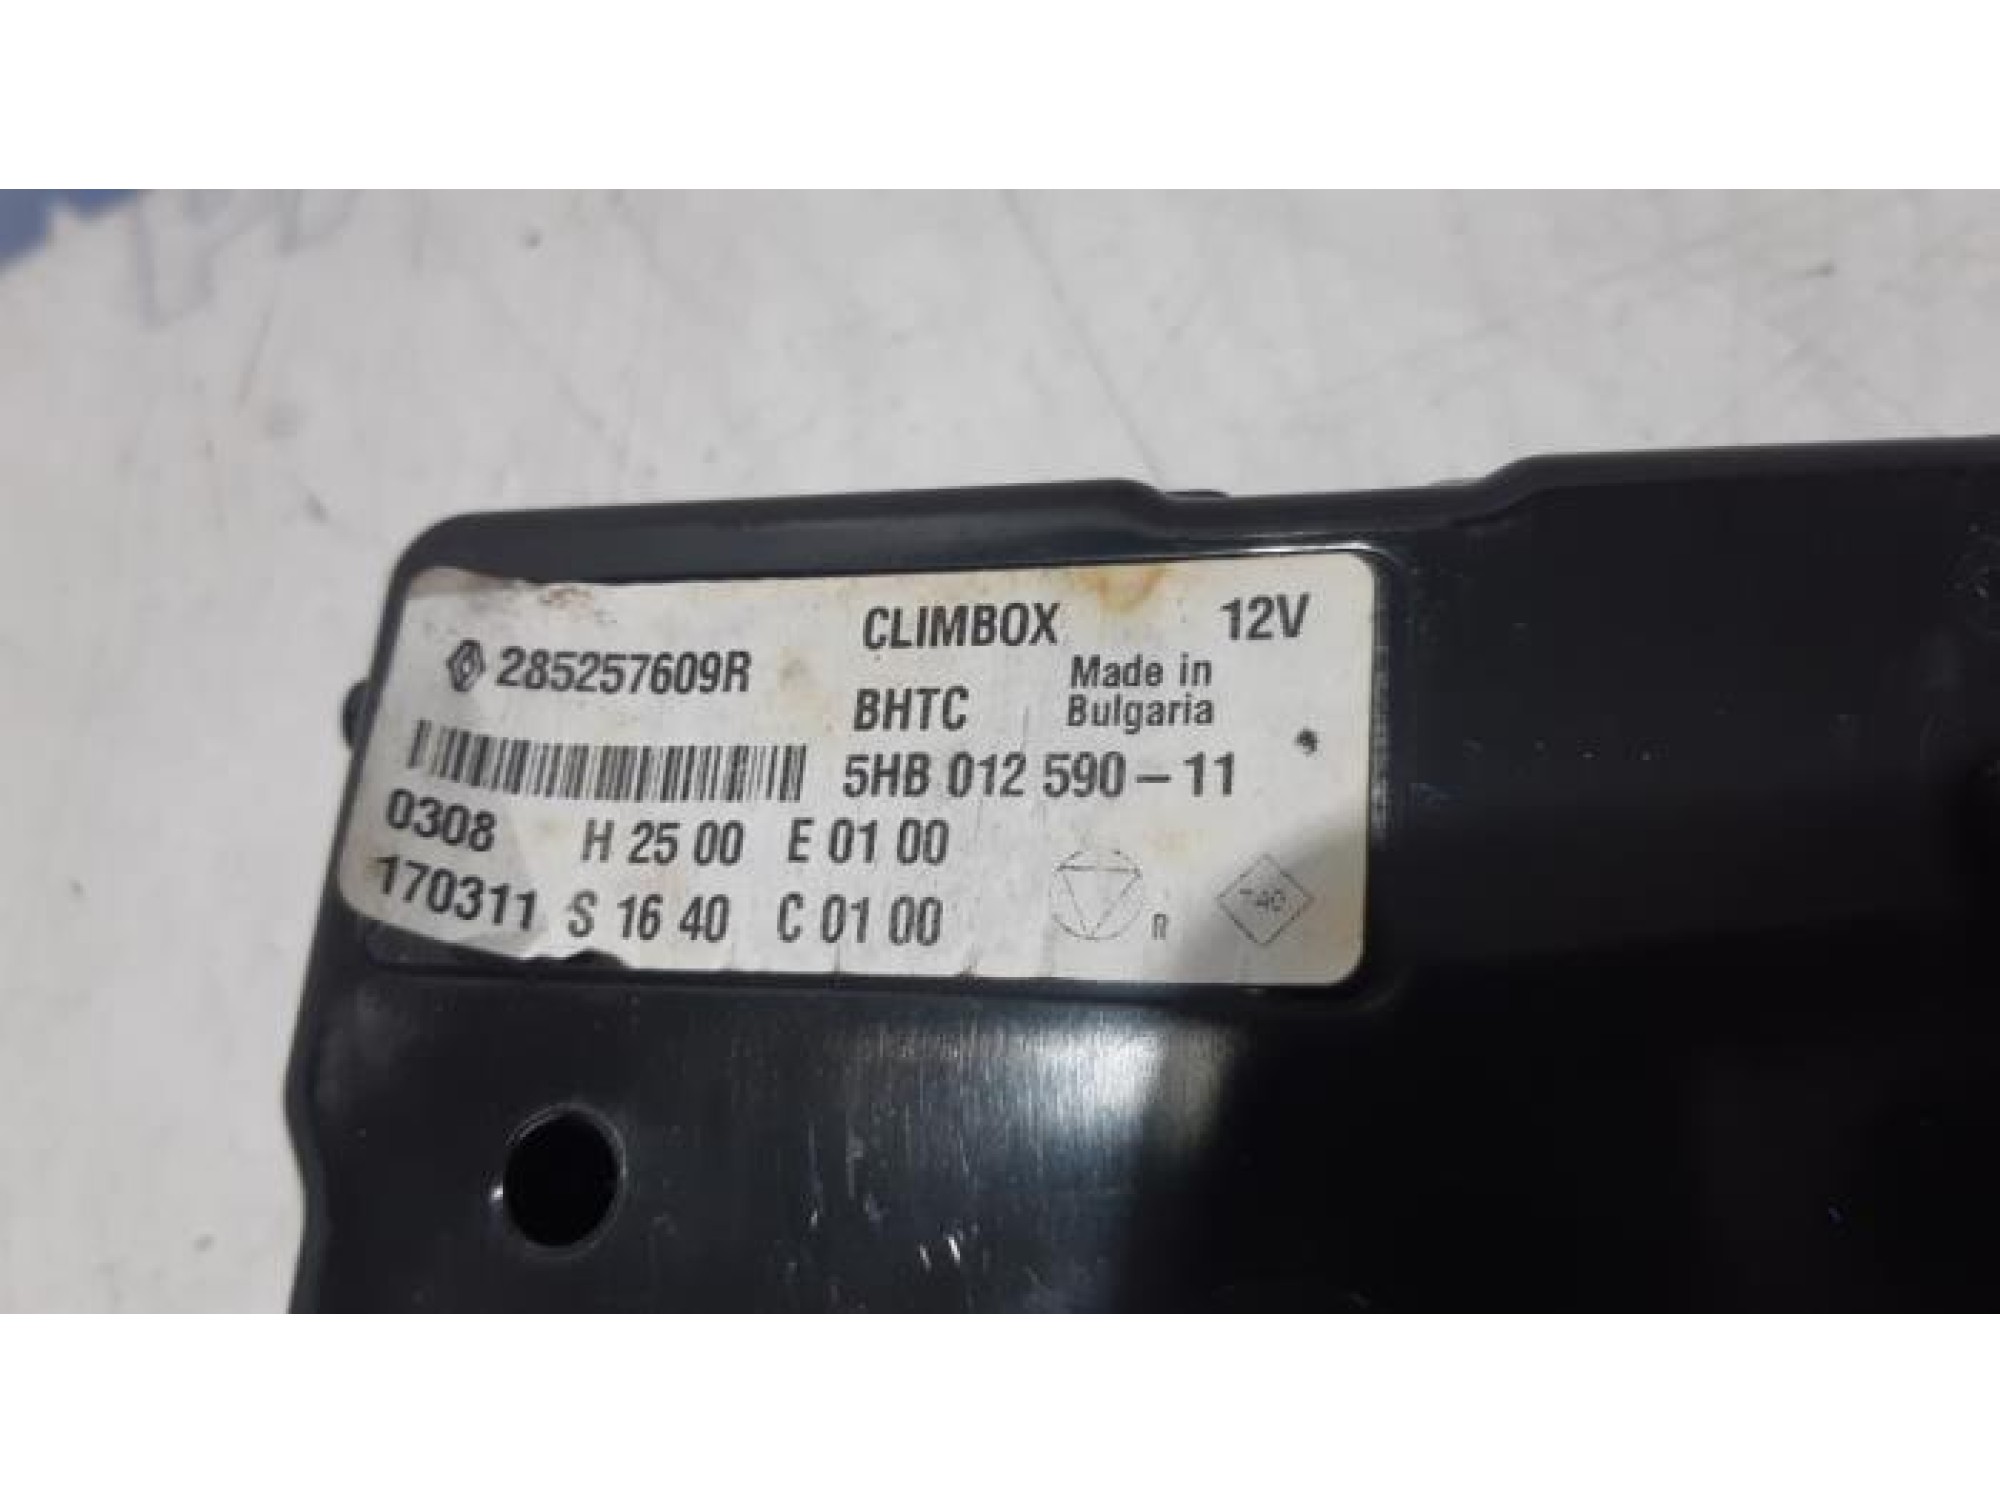 CLIMBOX 12V
285257609R
Made in
Bulgaria
BHTC
5HB 012 590-11
0308 H 25 00 E 01 00
170311 S 16 40 C 01 00
R